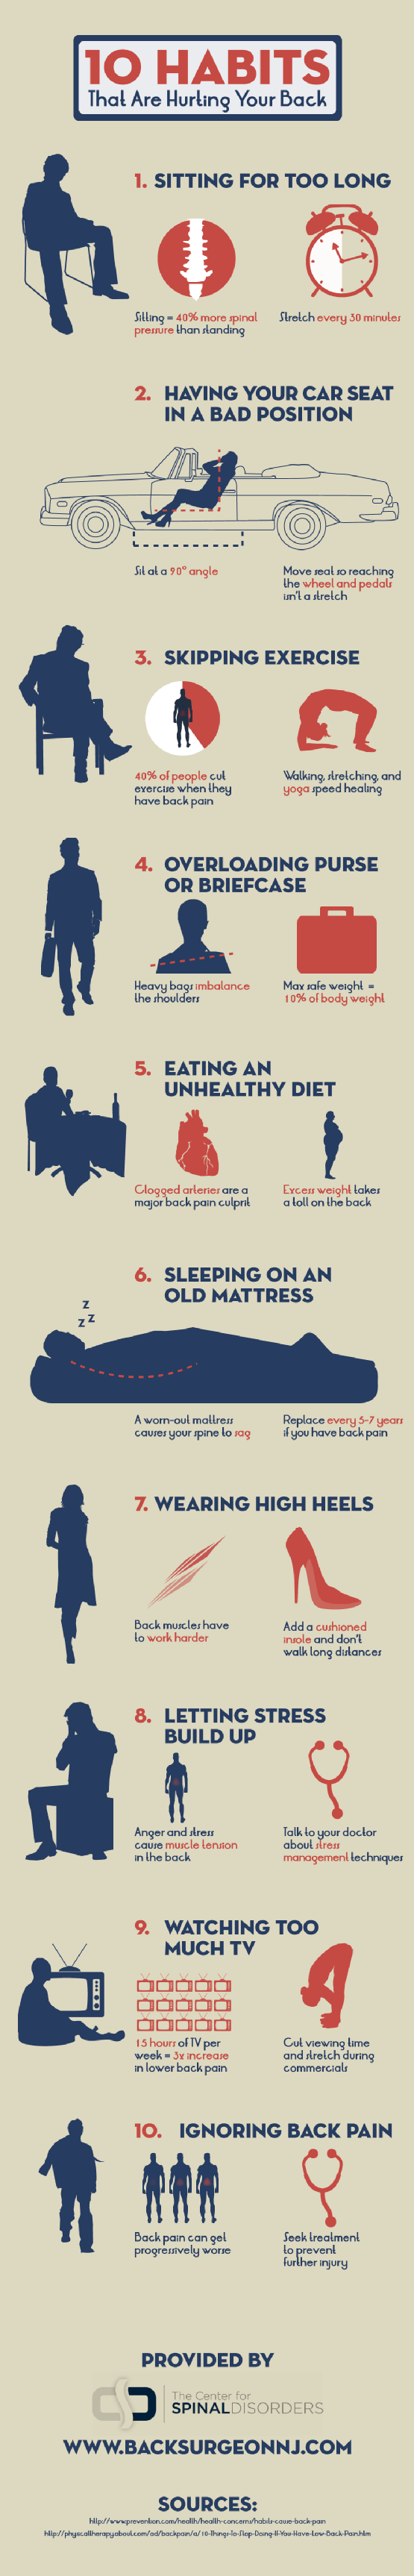 10 HABITS
That Are Hurting Your Back
1. SITTING FOR TOO LONG
Sitting = 40% more spinal
pressure than standing
Stretch every 30 minutes
2. HAVING YOUR CAR SEAT
IN A BAD POSITION
Sit at a 90° angle
Move seat so reaching
the wheel and pedals
isn't a stretch
3. SKIPPING EXERCISE
40% of people cut
exercise when they
have back pain
Walking, stretching, and
yoga speed healing
4. OVERLOADING PURSE
OR BRIEFCASE
Heavy bags imbalance
the shoulders
Max safe weight =
10% of body weight
5. EATING AN
UNHEALTHY DIET
Clogged arteries are a
major back pain culprit
Excess weight takes
a toll on the back
6. SLEEPING ON AN
OLD MATTRESS
Z
Z Z
A worn-out mattress
causes your spine to sag
Replace every 5-7 years
if you have back pain
7. WEARING HIGH HEELS
Back muscles have
to work harder
Add a cushioned
insole and don't
walk long distances
8. LETTING STRESS
BUILD UP
Anger and stress
cause muscle tension
in the back
Talk to your doctor
about stress
management techniques
9. WATCHING TOO
MUCH TV
15 hours of TV per
week = 3x increase
in lower back pain
Cut viewing time
and stretch during
commercials
10. IGNORING BACK PAIN
Back pain can get
progressively worse
Seek treatment
to prevent
further injury
PROVIDED BY
The Center for
SPINALDISORDERS
WWW.BACKSURGEONNJ.COM
SOURCES:
http://www.prevention.com/health/health-concerns/habits-cause-back-pain
http://physicaltherapy.about.com/od/backpain/a/10-Things-To-Stop-Doing-If-You-Have-Low-Back-Pain.htm